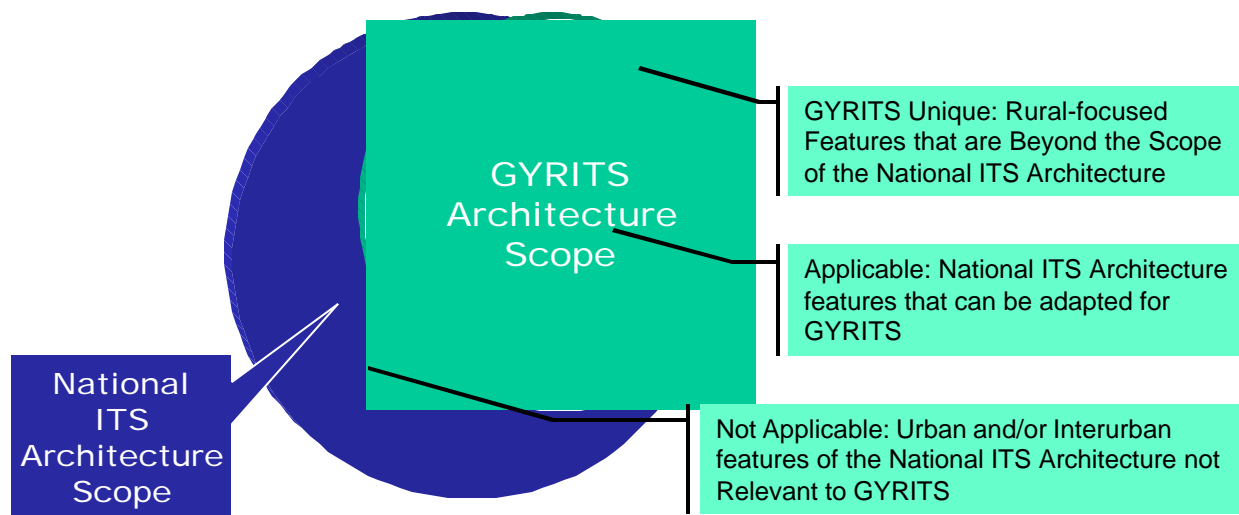 GYRITS
Architecture
Scope
GYRITS Unique: Rural-focused
Features that are Beyond the Scope
of the National ITS Architecture
Applicable: National ITS Architecture
features that can be adapted for
GYRITS
National
ITS
Architecture
Scope
Not Applicable: Urban and/or Interurban
features of the National ITS Architecture not
Relevant to GYRITS